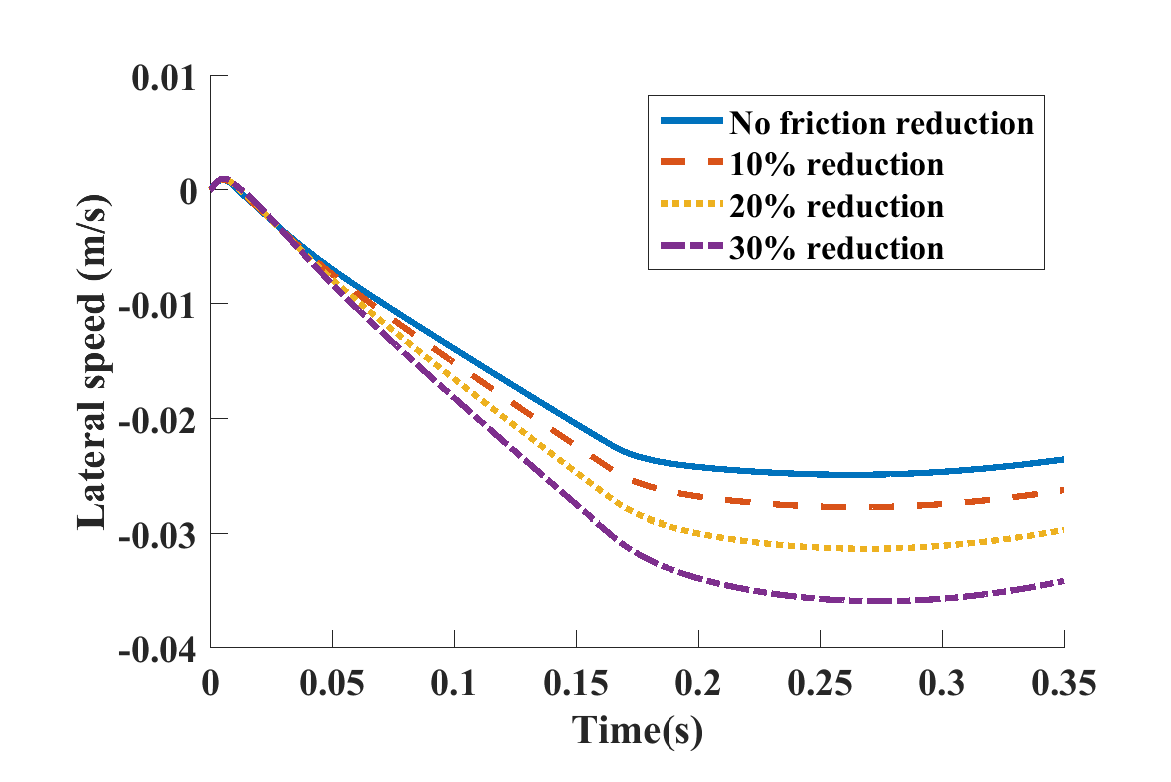 0.01
0
-0.01
-0.02
-0.03
-0.04
Lateral speed (m/s)
No friction reduction
10% reduction
20% reduction
30% reduction
0 0.05 0.1 0.15 0.2 0.25 0.3 0.35
Time(s)